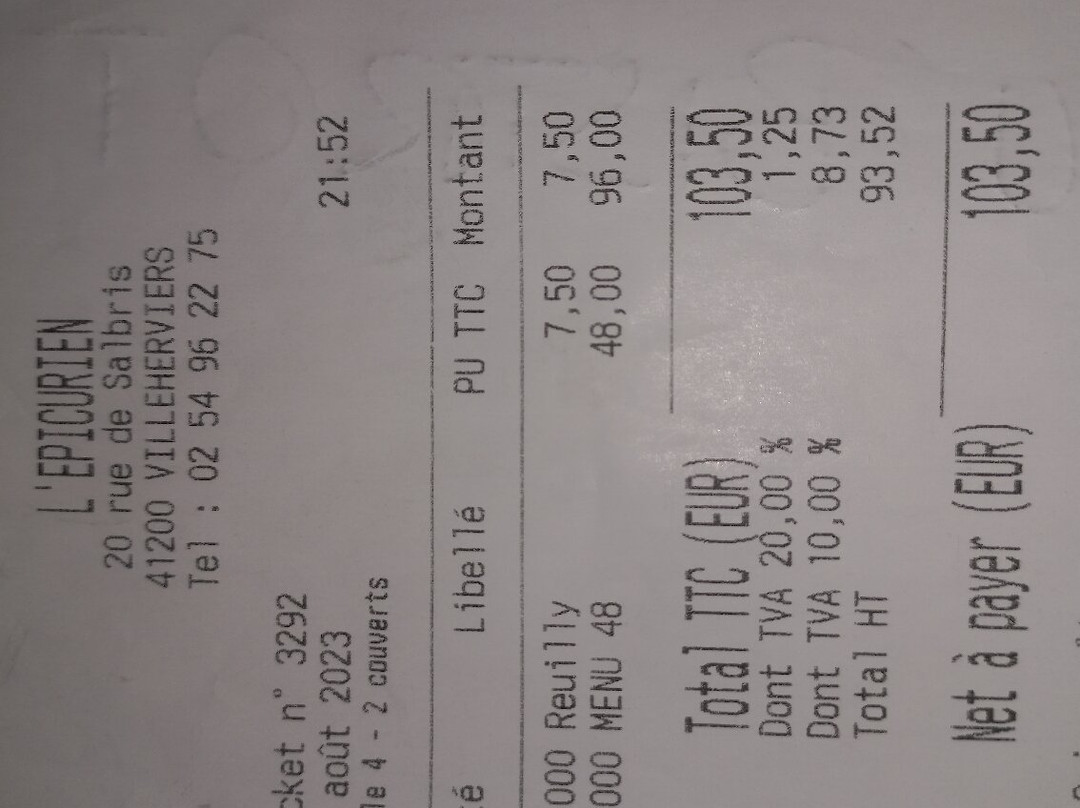 L'EPICURIEN
20 rue de Salbris
41200 VILLEHERVIERS
Tel : 02 54 96 22 75
cket n° 3292
août 2023 21:52
le 4 - 2 couverts
é Libellé PU TTC Montant
000 Reuilly 7,50 7,50
000 MENU 48 48,00 96,00
Total TTC (EUR) 103,50
Dont TVA 20,00 % 1,25
Dont TVA 10,00 % 8,73
Total HT 93,52
Net à payer (EUR) 103,50